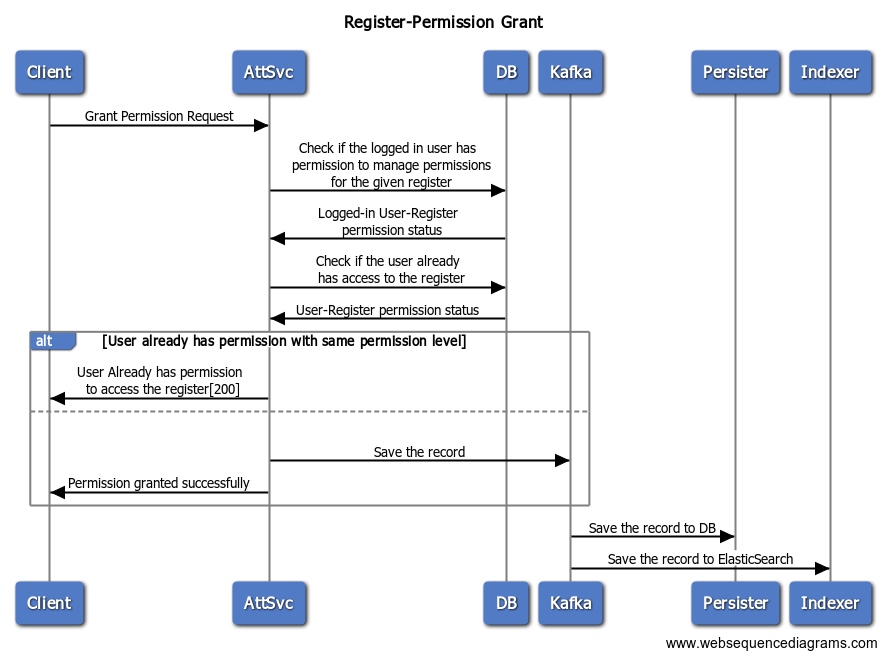 Register-Permission Grant
Client AttSvc DB Kafka Persister Indexer
Grant Permission Request
Check if the logged in user has
permission to manage permissions
for the given register
Logged-in User-Register
permission status
Check if the user already
has access to the register
User-Register permission status
alt [User already has permission with same permission level]
User Already has permission
to access the register[200]
Save the record
Permission granted successfully
Save the record to DB
Save the record to ElasticSearch
Client AttSvc DB Kafka Persister Indexer
www.websequencediagrams.com